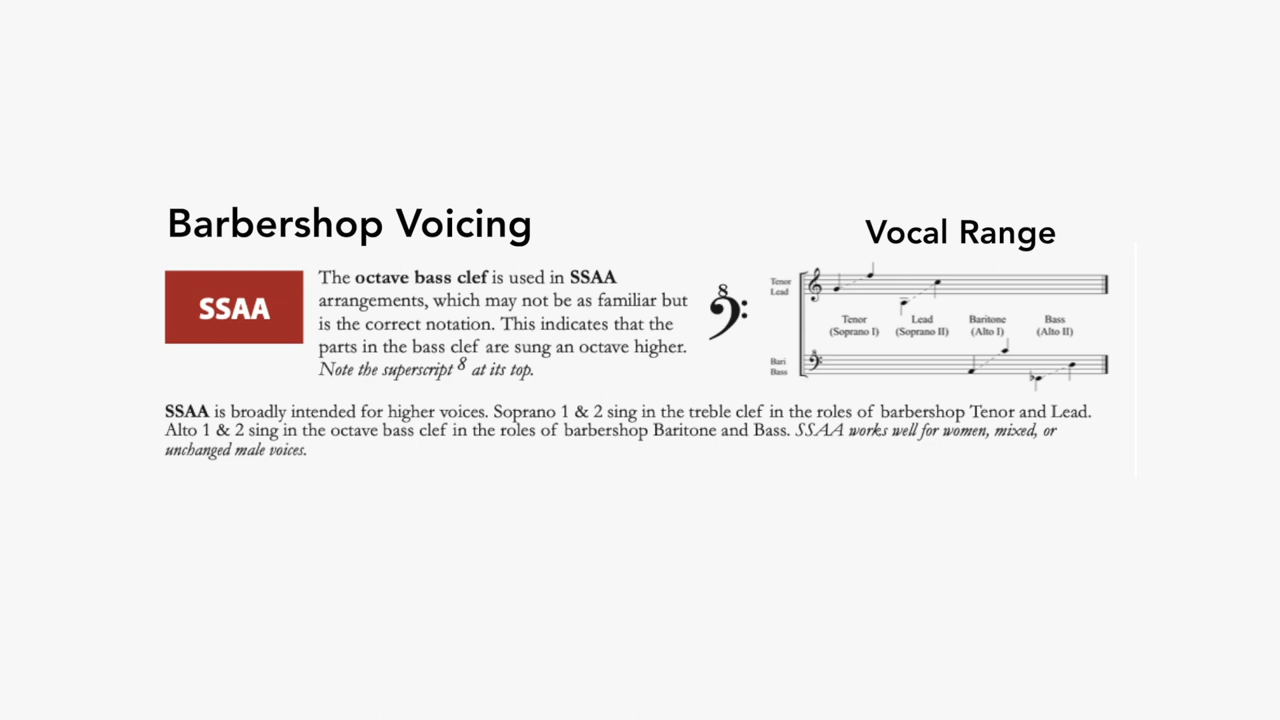 Barbershop Voicing
Vocal Range
SSAA
The octave bass clef is used in SSAA
arrangements, which may not be as familiar but
is the correct notation. This indicates that the
parts in the bass clef are sung an octave higher.
Note the superscript 8 at its top.
8
Tenor
Lead
Tenor Lead Baritone Bass
(Soprano I) (Soprano II) (Alto I) (Alto II)
Bari
Bass
SSAA is broadly intended for higher voices. Soprano 1 & 2 sing in the treble clef in the roles of barbershop Tenor and Lead.
Alto 1 & 2 sing in the octave bass clef in the roles of barbershop Baritone and Bass. SSAA works well for women, mixed, or
unchanged male voices.